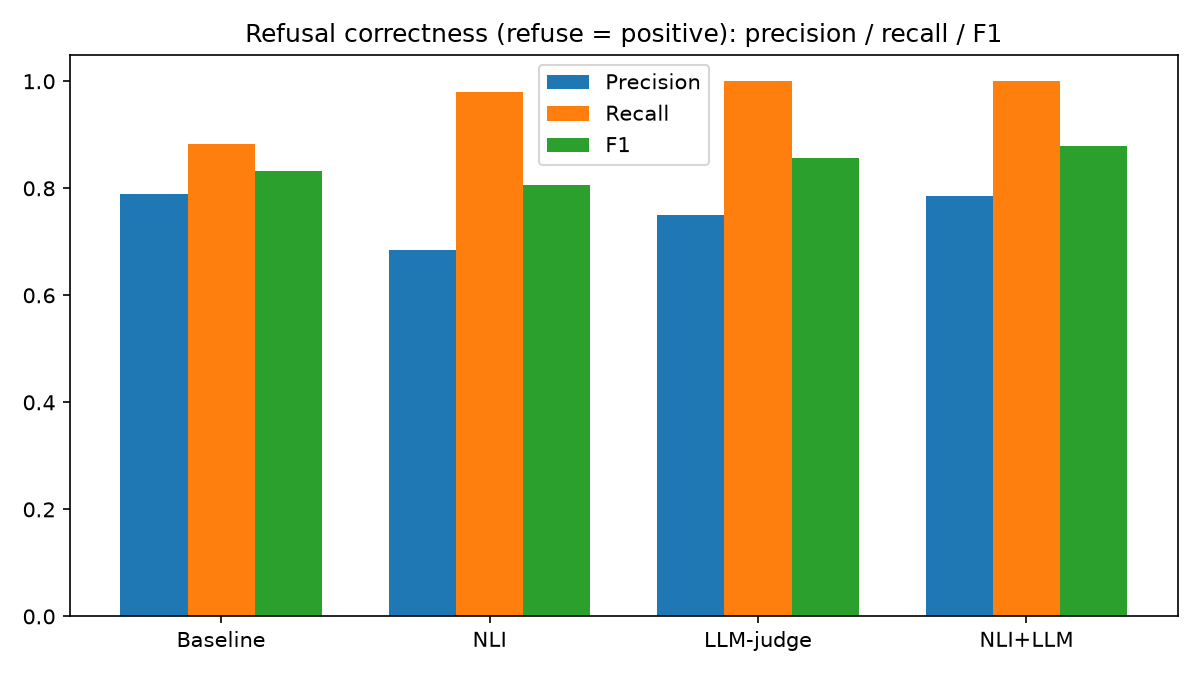 Refusal correctness (refuse = positive): precision / recall / F1
1.0
0.8
0.6
0.4
0.2
0.0
Precision
Recall
F1
Baseline
NLI
LLM-judge
NLI+LLM